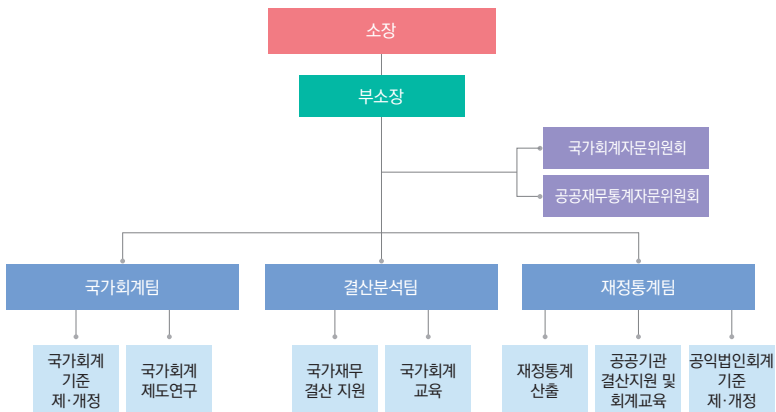 소장
부소장
국가회계자문위원회
공공재무통계자문위원회
국가회계팀
결산분석팀
재정통계팀
국가회계
기준
제·개정
국가회계
제도연구
국가재무
결산 지원
국가회계
교육
재정통계
산출
공공기관
결산지원 및
회계교육
공익법인회계
기준
제·개정